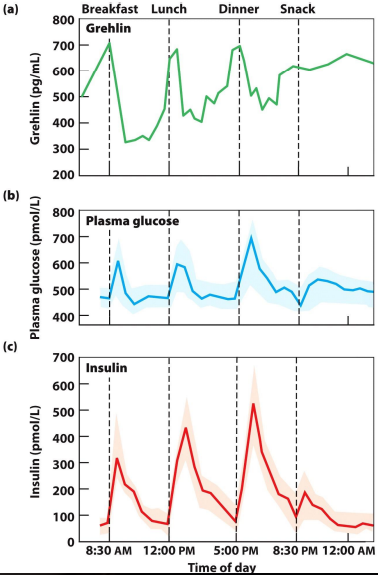 (a) Breakfast Lunch Dinner Snack
Grehlin
Grehlin (pg/mL)
800
700
600
500
400
300
200
(b)
Plasma glucose
Plasma glucose (pmol/L)
800
700
600
500
400
(c)
Insulin
Insulin (pmol/L)
700
600
500
400
300
200
100
0
8:30 AM 12:00 PM 5:00 PM 8:30 PM 12:00 AM
Time of day